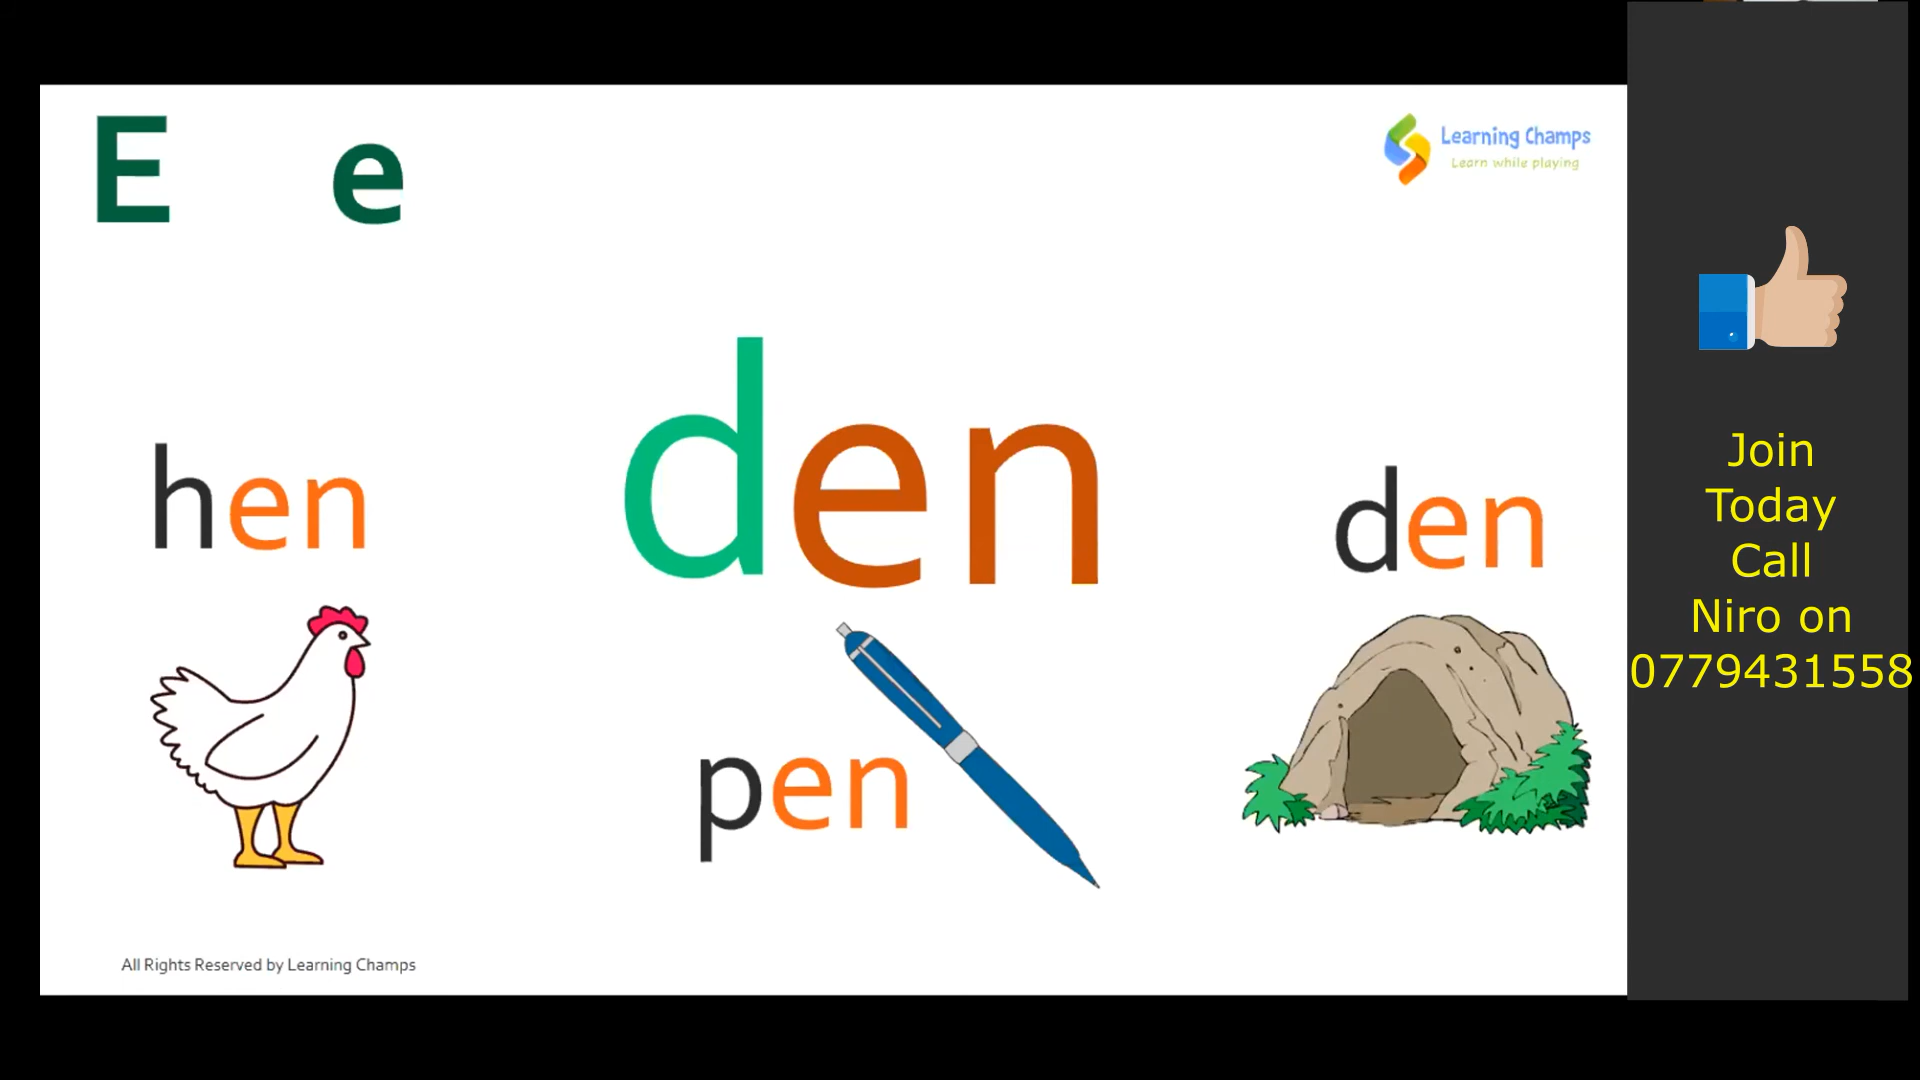 E e
Learning Champs
Learn while playing
den
hen
den
pen
All Rights Reserved by Learning Champs
Join
Today
Call
Niro on
0779431558